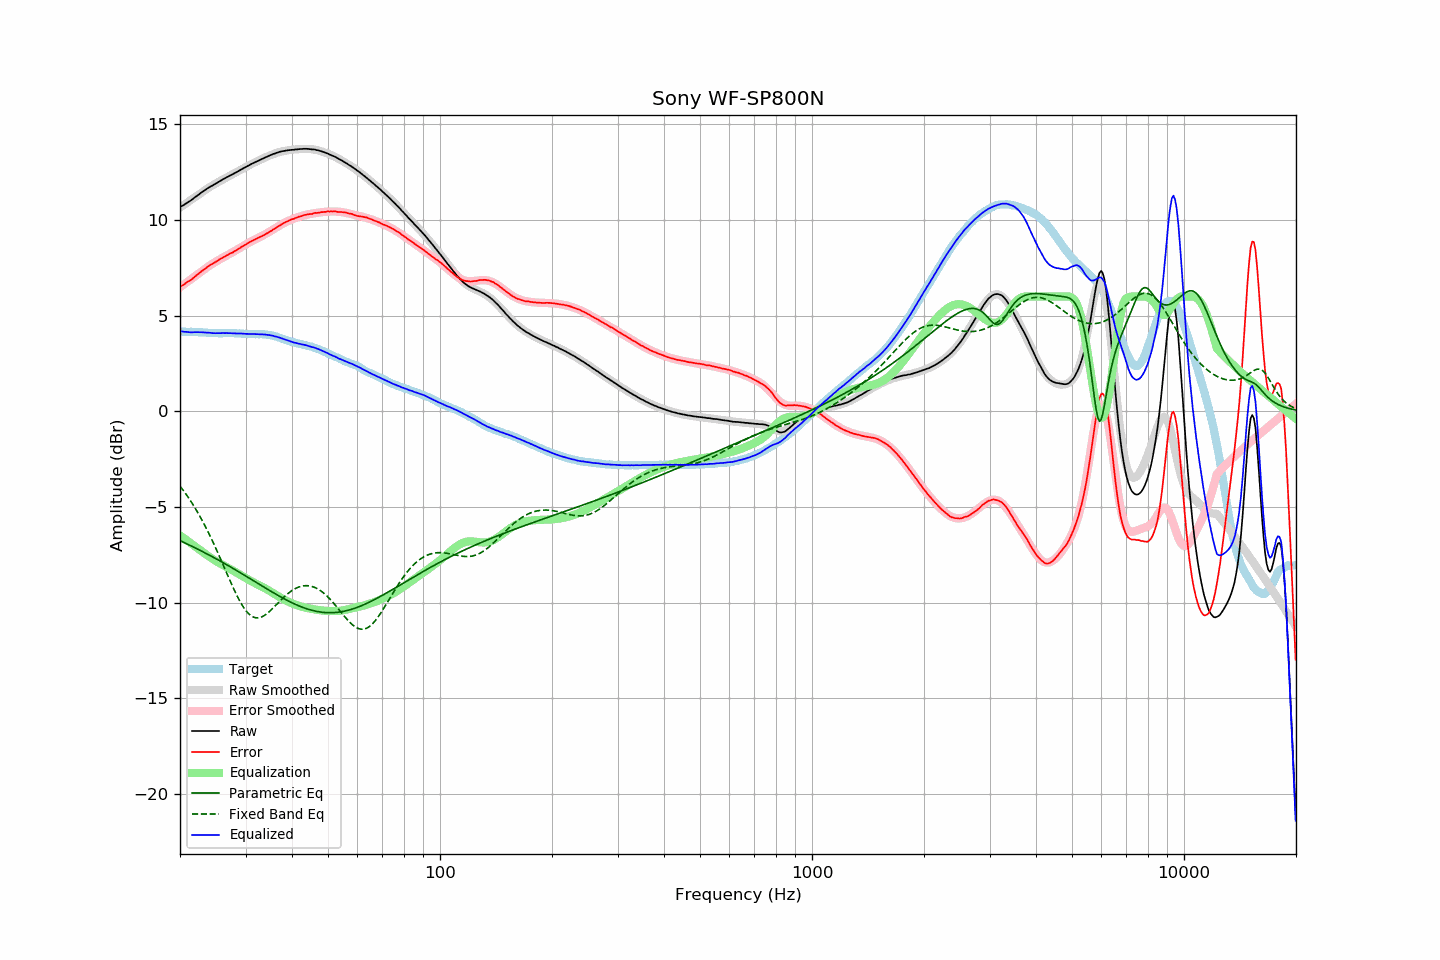 Sony WF-SP800N
15
10
5
0
−5
−10
−15
−20
Amplitude (dBr)
Target
Raw Smoothed
Error Smoothed
Raw
Error
Equalization
Parametric Eq
Fixed Band Eq
Equalized
100
1000
10000
Frequency (Hz)